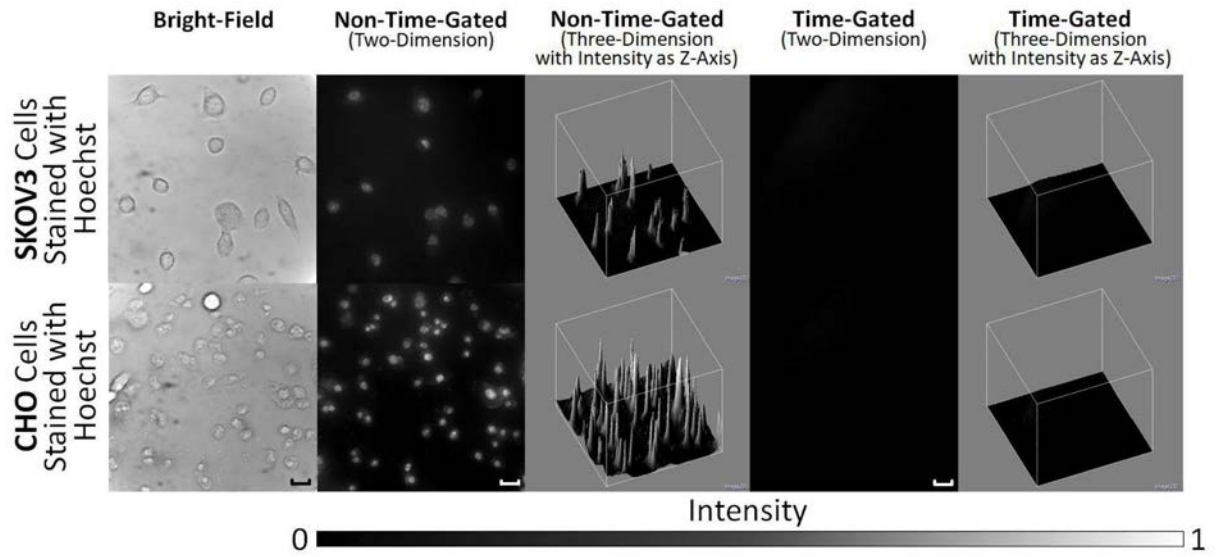 Bright-Field
Non-Time-Gated
(Two-Dimension)
Non-Time-Gated
(Three-Dimension
with Intensity as Z-Axis)
Time-Gated
(Two-Dimension)
Time-Gated
(Three-Dimension
with Intensity as Z-Axis)
SKOV3 Cells
Stained with
Hoechst
CHO Cells
Stained with
Hoechst
Intensity
0
1